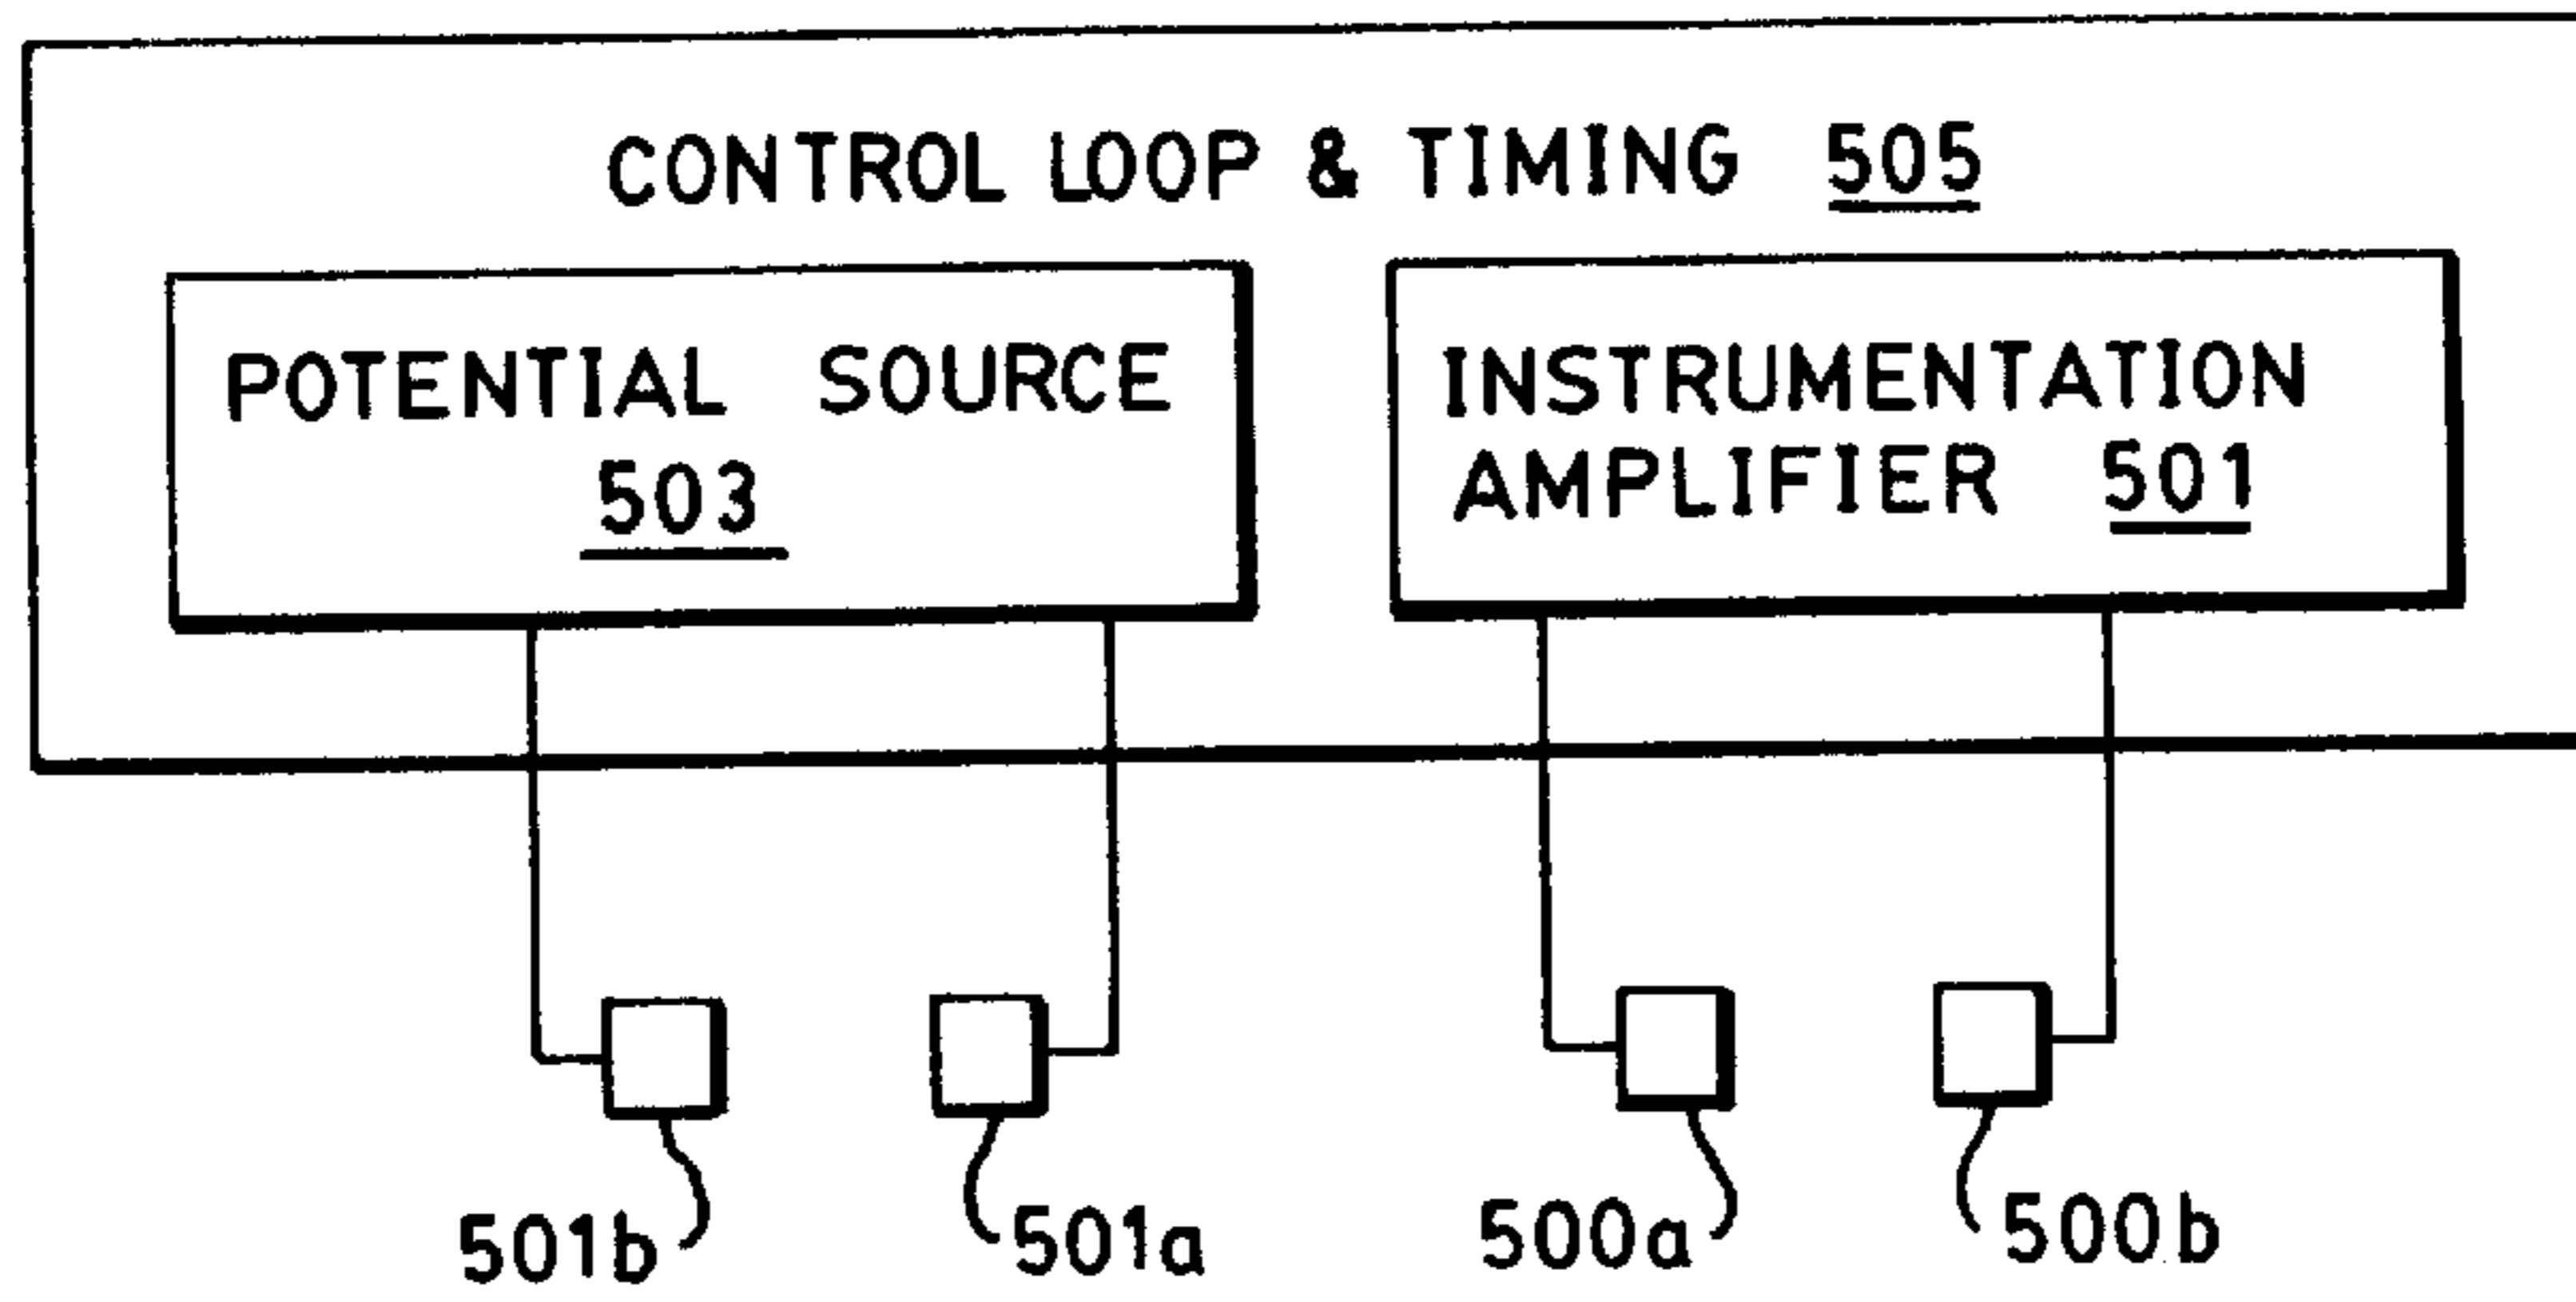 CONTROL LOOP & TIMING 505
POTENTIAL SOURCE
503
INSTRUMENTATION
AMPLIFIER 501
501b
501a
500a
500b